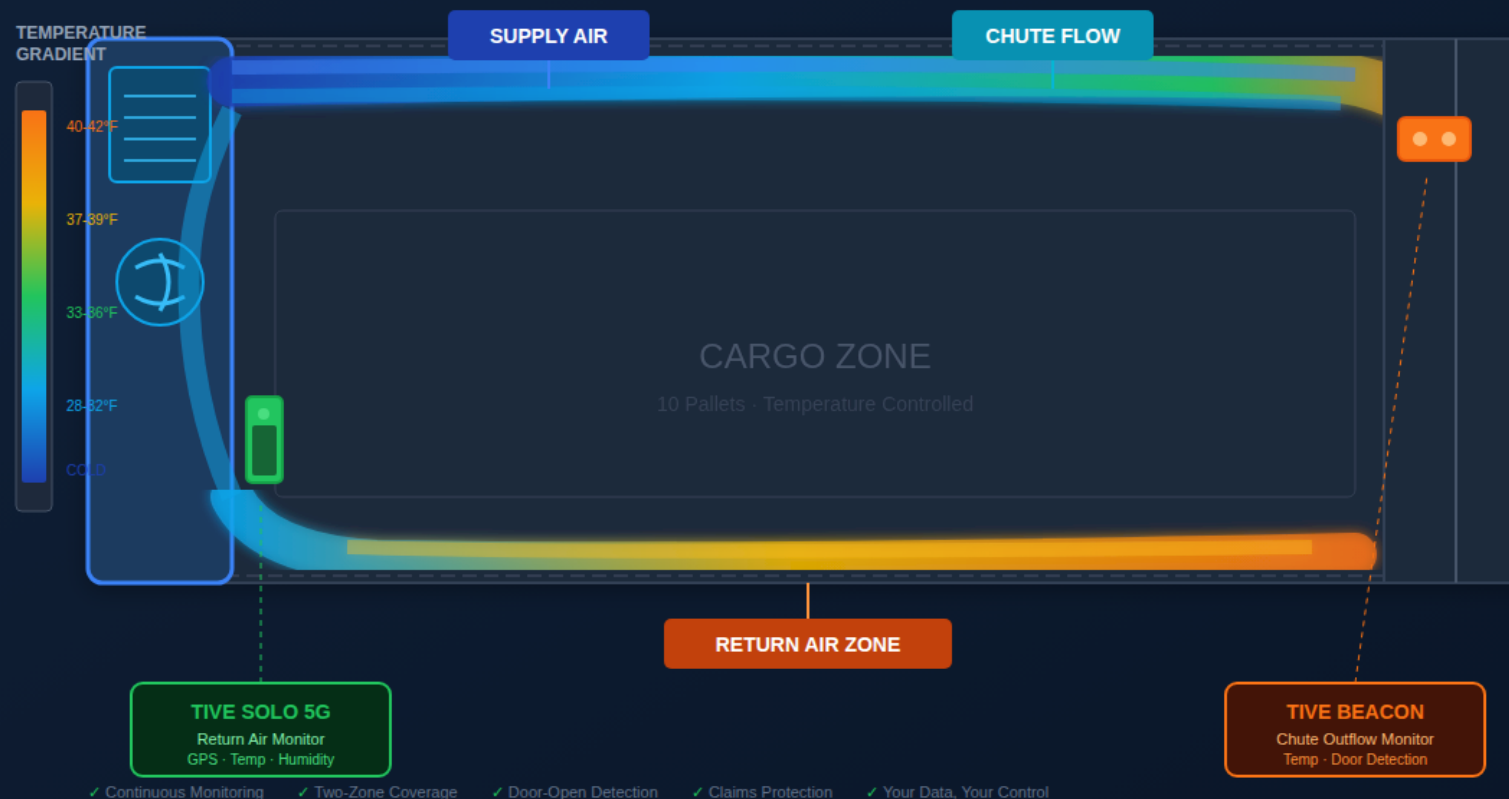 TEMPERATURE
GRADIENT
SUPPLY AIR
CHUTE FLOW
40-42°F
37-39°F
33-36°F
28-32°F
COLD
CARGO ZONE
10 Pallets · Temperature Controlled
RETURN AIR ZONE
TIVE SOLO 5G
Return Air Monitor
GPS · Temp · Humidity
TIVE BEACON
Chute Outflow Monitor
Temp · Door Detection
✓ Continuous Monitoring ✓ Two-Zone Coverage ✓ Door-Open Detection ✓ Claims Protection ✓ Your Data, Your Control